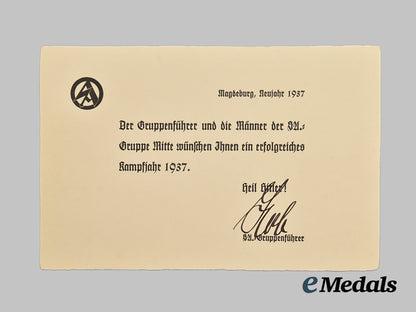 Magdeburg, Neujahr 1937
Der Gruppenführer und die Männer der SA.-
Gruppe Mitte wünschen Ihnen ein erfolgreiches
Kampfjahr 1937.
Heil Hitler!
Kob
SA.-Gruppenführer
eMedals